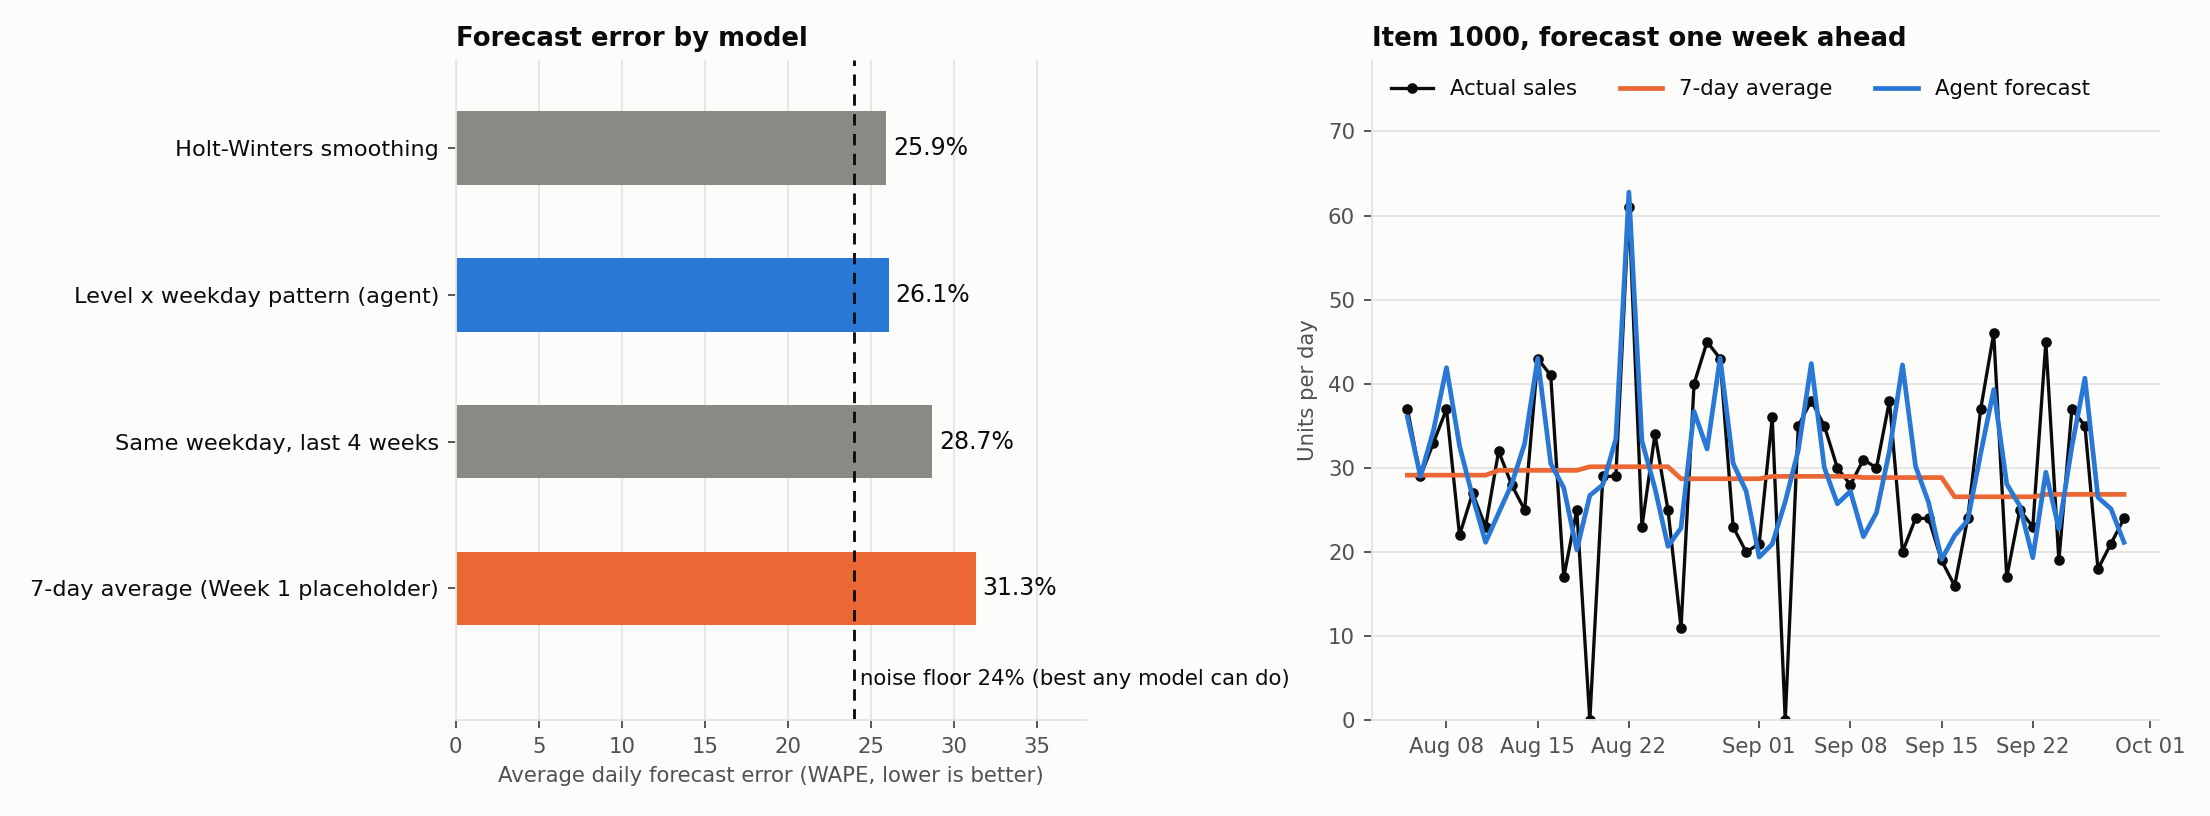 Forecast error by model
Holt-Winters smoothing
25.9%
Level x weekday pattern (agent)
26.1%
Same weekday, last 4 weeks
28.7%
7-day average (Week 1 placeholder)
31.3%
noise floor 24% (best any model can do)
0 5 10 15 20 25 30 35
Average daily forecast error (WAPE, lower is better)
Item 1000, forecast one week ahead
Actual sales 7-day average Agent forecast
Units per day
70
60
50
40
30
20
10
0
Aug 08 Aug 15 Aug 22 Sep 01 Sep 08 Sep 15 Sep 22 Oct 01